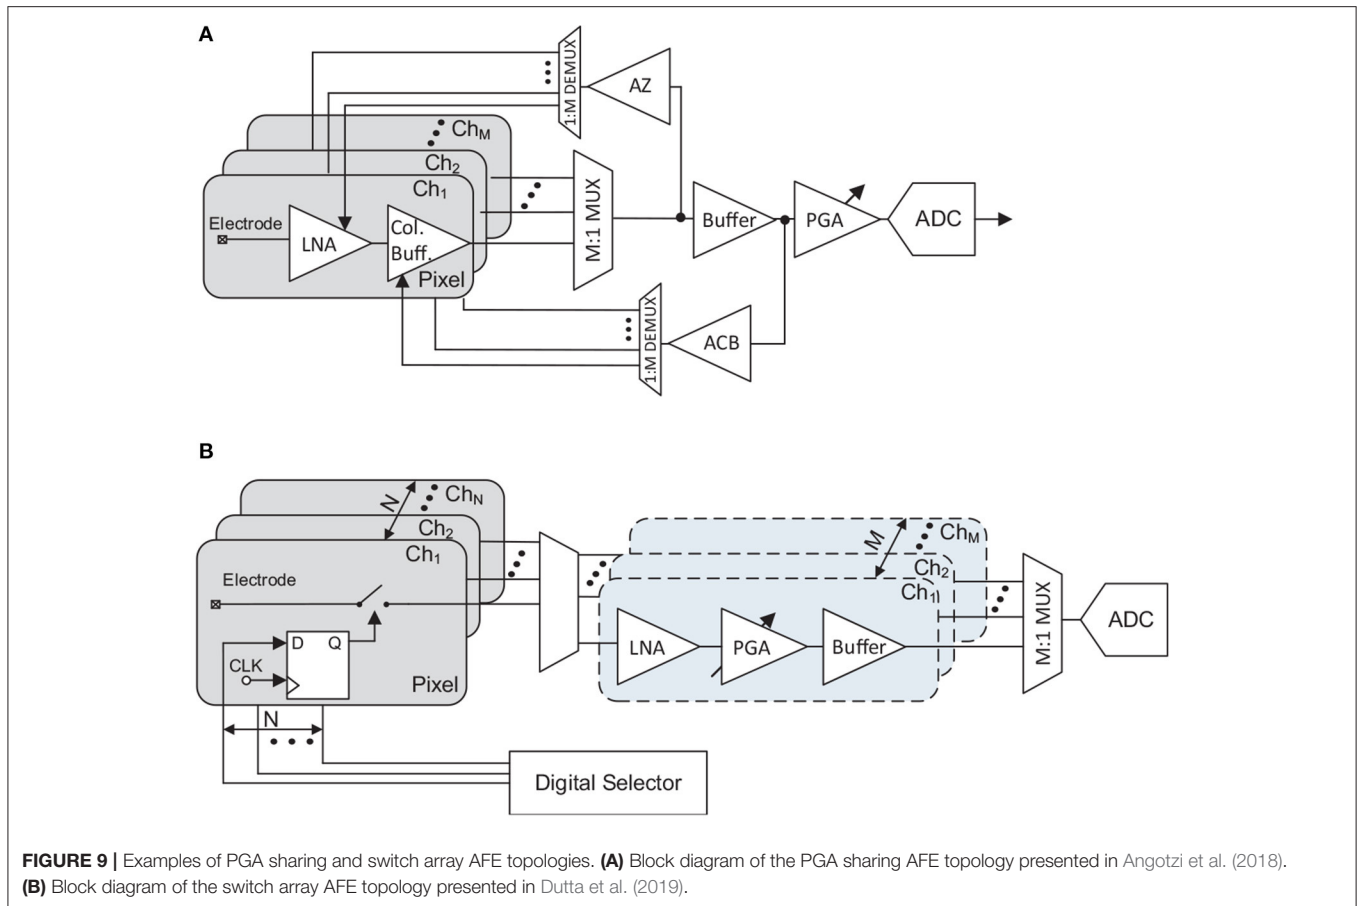 A
1:M DEMUX
AZ
Ch_M
Ch_2
Ch_1
Electrode
LNA
Col.
Buff.
Pixel
M:1 MUX
Buffer
PGA
ADC
1:M DEMUX
ACB
B
N
Ch_N
Ch_2
Ch_1
Electrode
D Q
CLK
Pixel
N
M
Ch_M
Ch_2
Ch_1
LNA
PGA
Buffer
M:1 MUX
ADC
Digital Selector
FIGURE 9 | Examples of PGA sharing and switch array AFE topologies. (A) Block diagram of the PGA sharing AFE topology presented in Angotzi et al. (2018).
(B) Block diagram of the switch array AFE topology presented in Dutta et al. (2019).